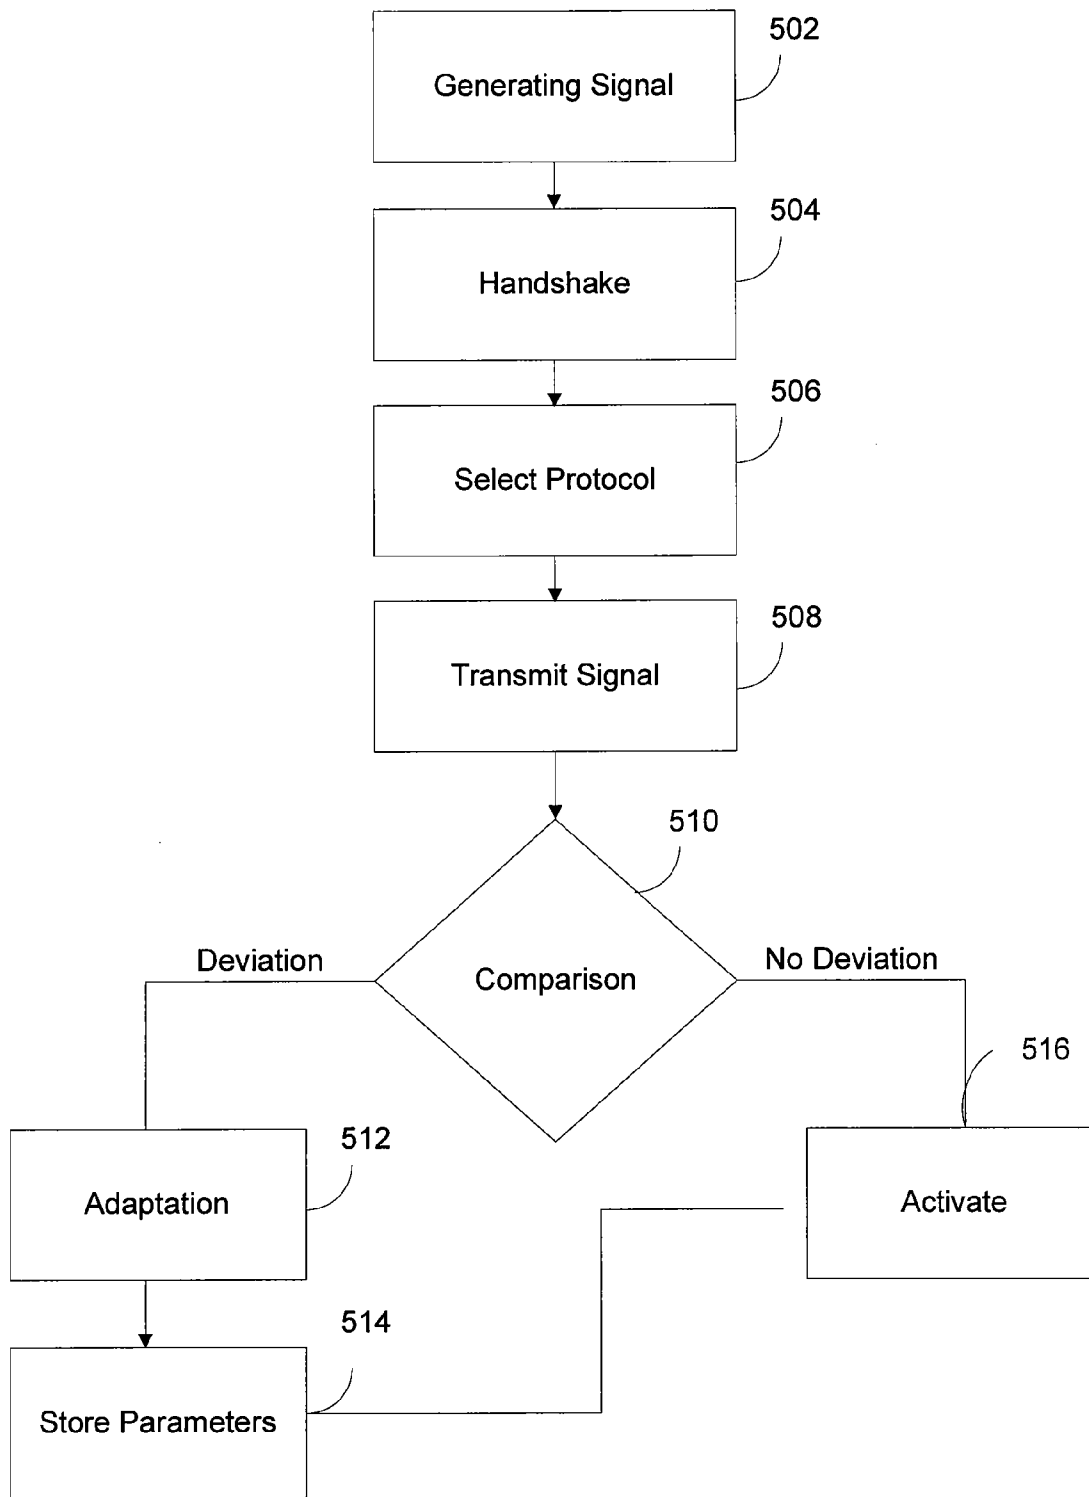 502
Generating Signal
504
Handshake
506
Select Protocol
508
Transmit Signal
510
Deviation
No Deviation
Comparison
516
512
Adaptation
Activate
514
Store Parameters